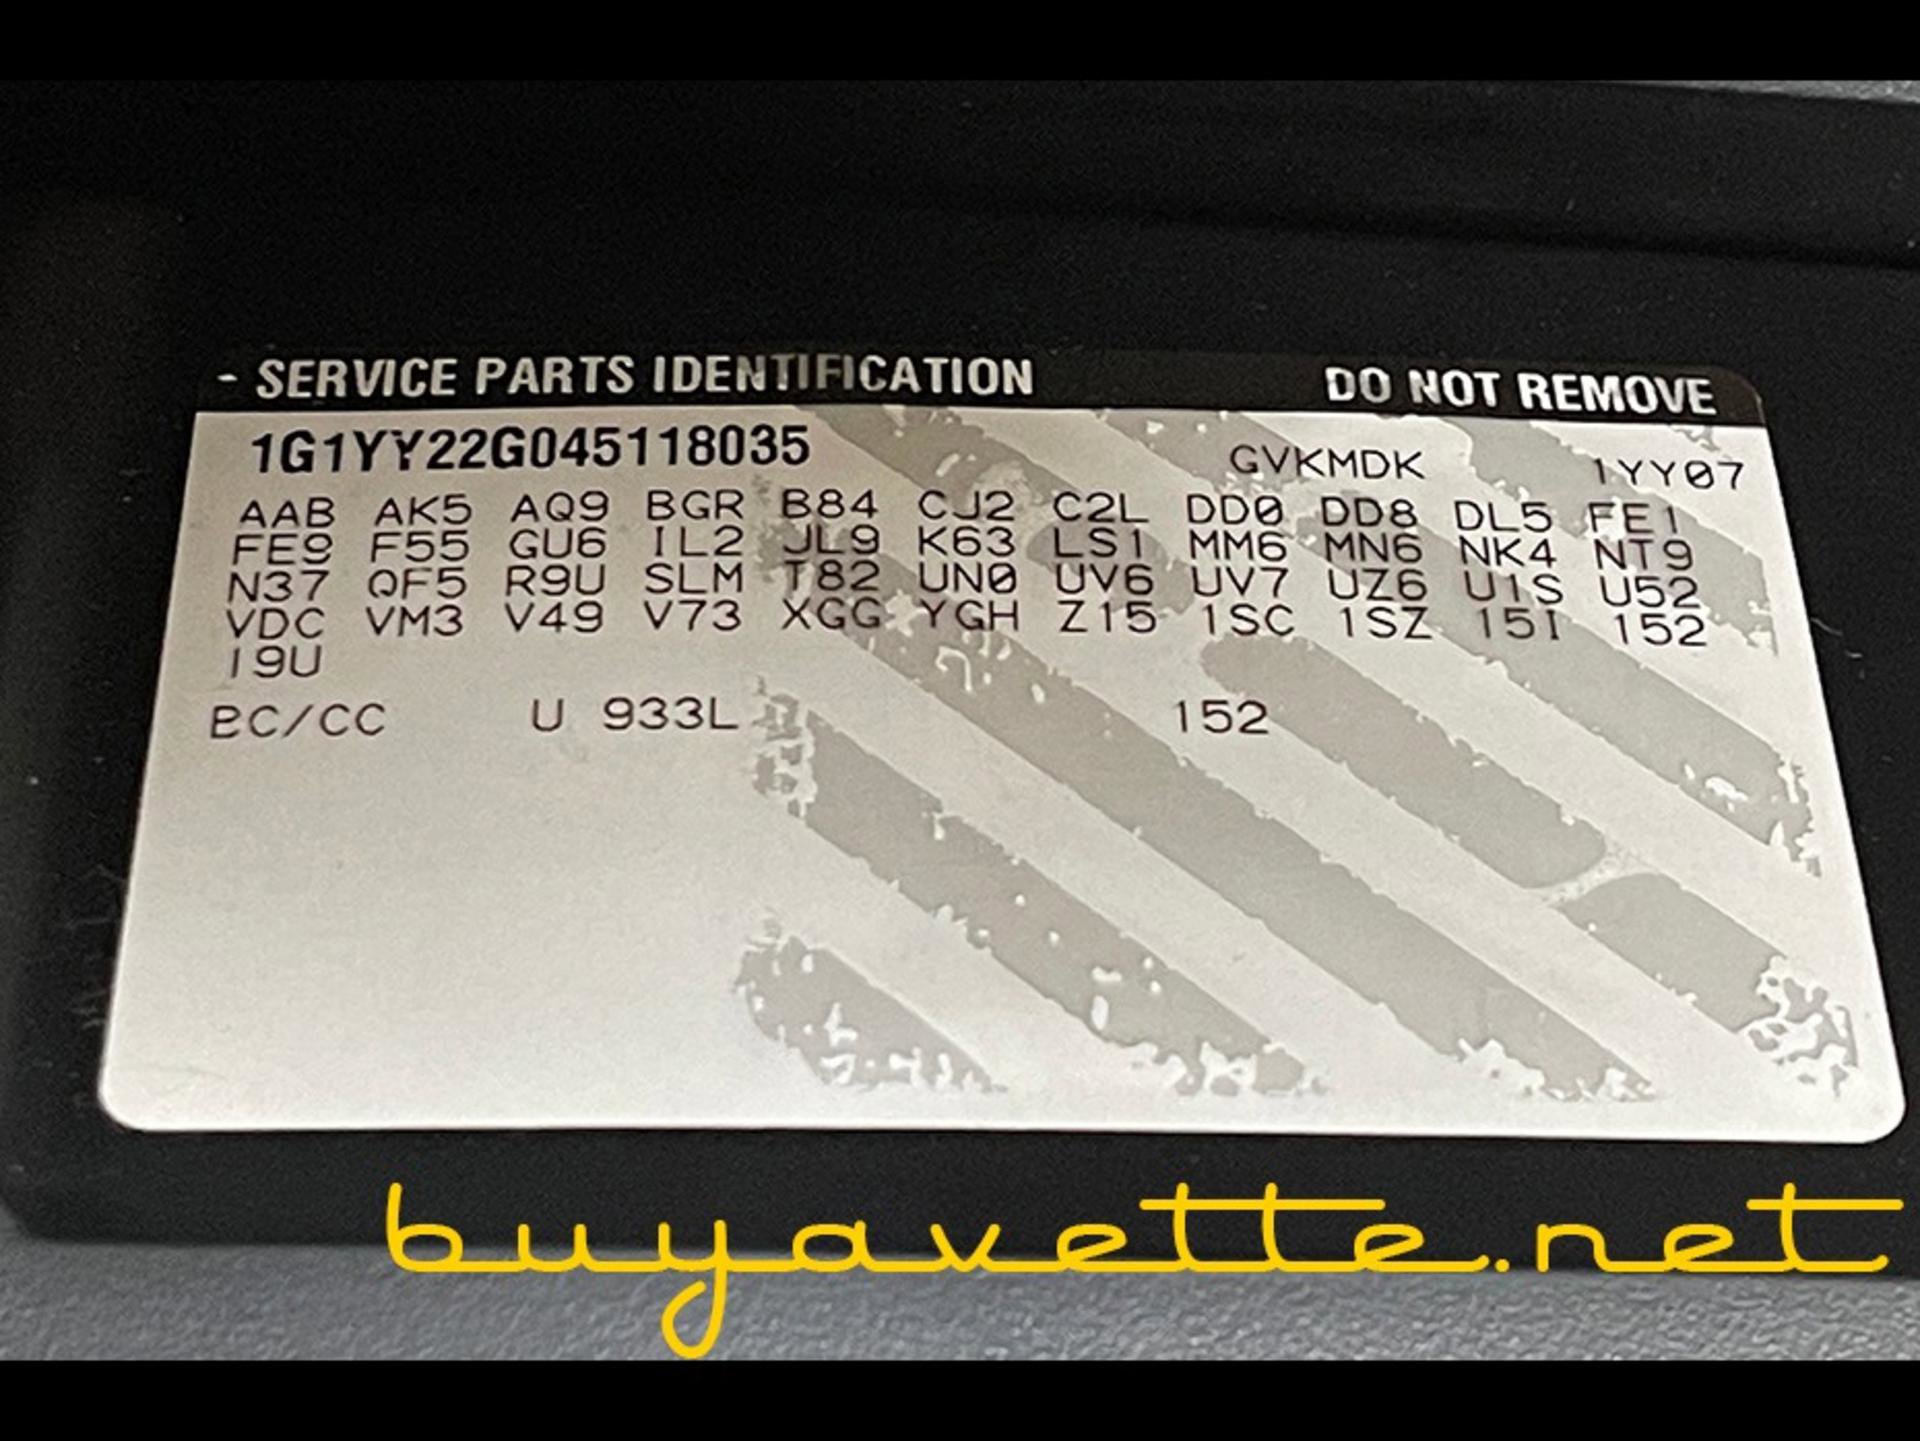 - SERVICE PARTS IDENTIFICATION DO NOT REMOVE
1G1YY22G045118035 GVKMDK 1YY07
AAB AK5 AQ9 BGR B84 CJ2 C2L DD0 DD8 DL5 FE1
FE9 F55 GU6 IL2 JL9 K63 LS1 MM6 MN6 NK4 NT9
N37 QF5 R9U SLM T82 UN0 UV6 UV7 UZ6 U1S U52
VDC VM3 V49 V73 XGG YGH Z15 1SC 1SZ 15I 152
19U
BC/CC U 933L 152
buyavette.net